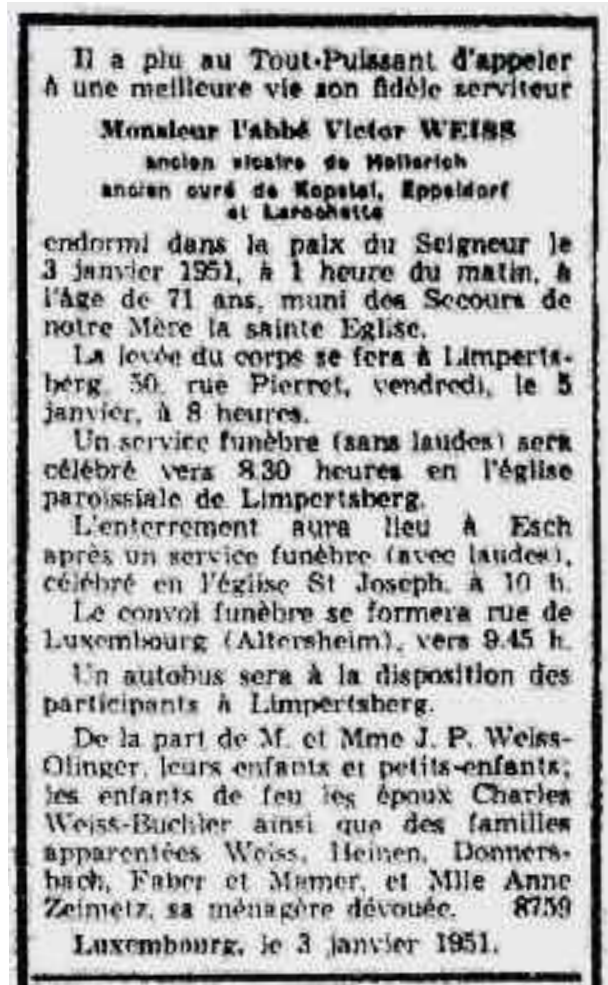 Il a plu au Tout-Puissant d'appeler
à une meilleure vie son fidèle serviteur
Monsieur l'abbé Victor WEISS
ancien vicaire de Hollerich
ancien curé de Kopstal, Eppeldorf
et Larochette
endormi dans la paix du Seigneur le
3 janvier 1951, à 1 heure du matin, à
l'âge de 71 ans, muni des Secours de
notre Mère la sainte Eglise.
La levée du corps se fera à Limperts-
berg, 50, rue Pierret, vendredi, le 5
janvier, à 8 heures.
Un service funèbre (sans laudes) sera
célébré vers 8.30 heures en l'église
paroissiale de Limpertsberg.
L'enterrement aura lieu à Esch
après un service funèbre (avec laudes),
célébré en l'église St Joseph, à 10 h.
Le convoi funèbre se formera rue de
Luxembourg (Altersheim), vers 9.45 h.
Un autobus sera à la disposition des
participants à Limpertsberg.
De la part de M. et Mme J. P. Weiss-
Olinger, leurs enfants et petits-enfants;
les enfants de feu les époux Charles
Weiss-Buchler ainsi que des familles
apparentées Weiss, Heinen, Donners-
bach, Faber et Mamer, et Mlle Anne
Zeimetz, sa ménagère dévouée. 8759
Luxembourg, le 3 janvier 1951.